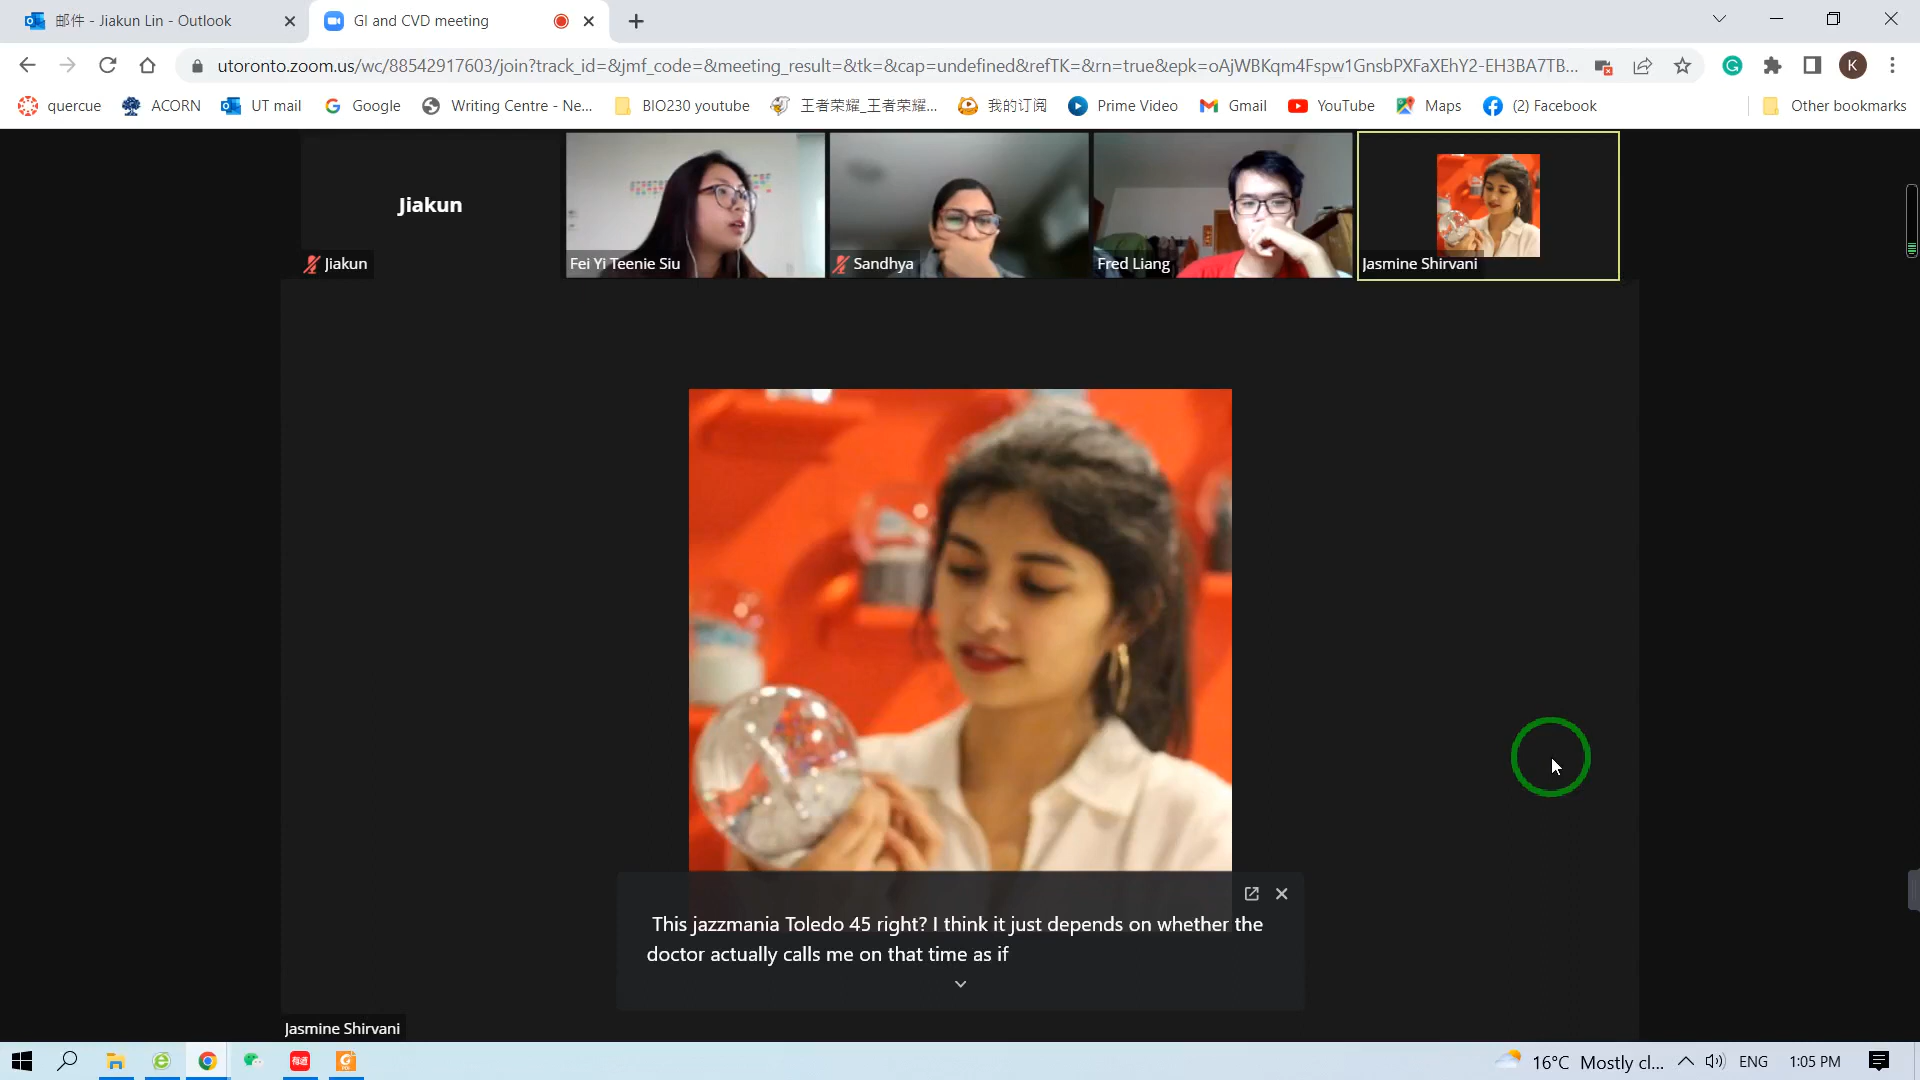 邮件 - Jiakun Lin - Outlook
GI and CVD meeting
utoronto.zoom.us/wc/88542917603/join?track_id=&jmf_code=&meeting_result=&tk=&cap=undefined&refTK=&rn=true&epk=oAjWBKqm4Fspw1GnsbPXFaXEhY2-EH3BA7TB...
K
quercue
ACORN
UT mail
Google
Writing Centre - Ne...
BIO230 youtube
王者荣耀_王者荣耀...
我的订阅
Prime Video
Gmail
YouTube
Maps
(2) Facebook
Other bookmarks
Jiakun
Jiakun
Fei Yi Teenie Siu
Sandhya
Fred Liang
Jasmine Shirvani
This jazzmania Toledo 45 right? I think it just depends on whether the
doctor actually calls me on that time as if
Jasmine Shirvani
有道
PDF
16°C Mostly cl...
ENG
1:05 PM